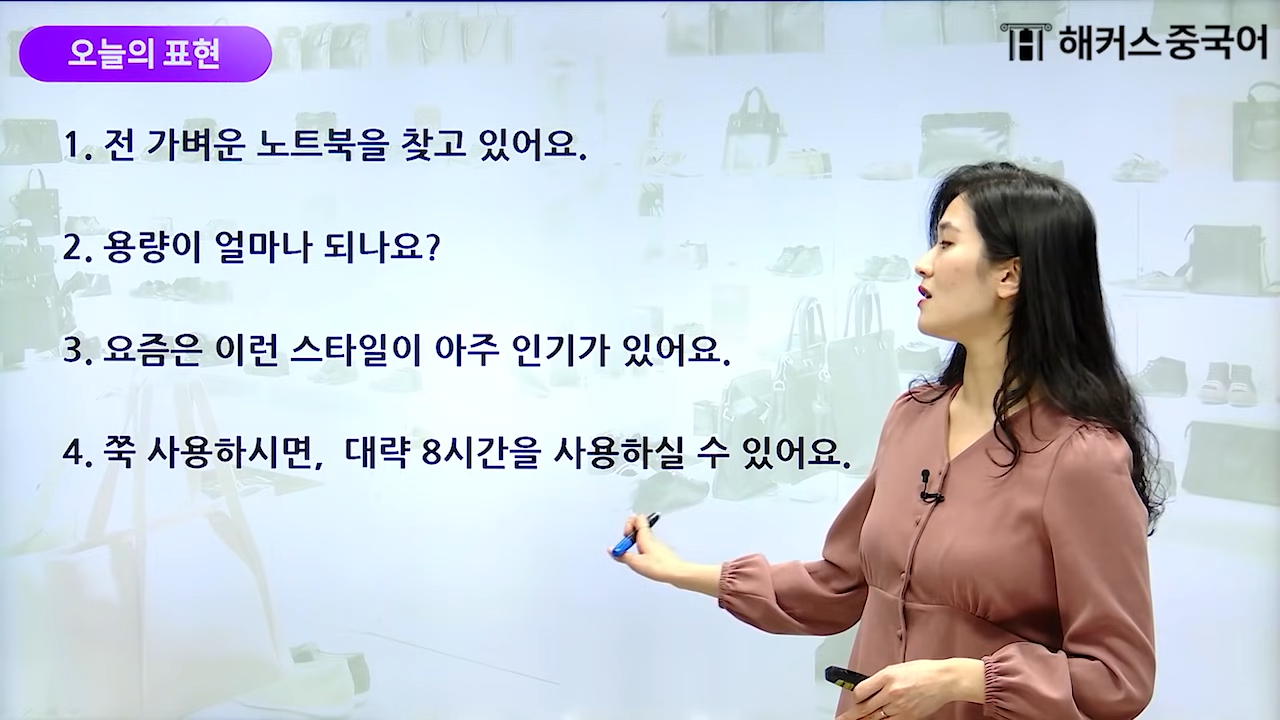 오늘의 표현
해커스중국어
1. 전 가벼운 노트북을 찾고 있어요.
2. 용량이 얼마나 되나요?
3. 요즘은 이런 스타일이 아주 인기가 있어요.
4. 쭉 사용하시면, 대략 8시간을 사용하실 수 있어요.